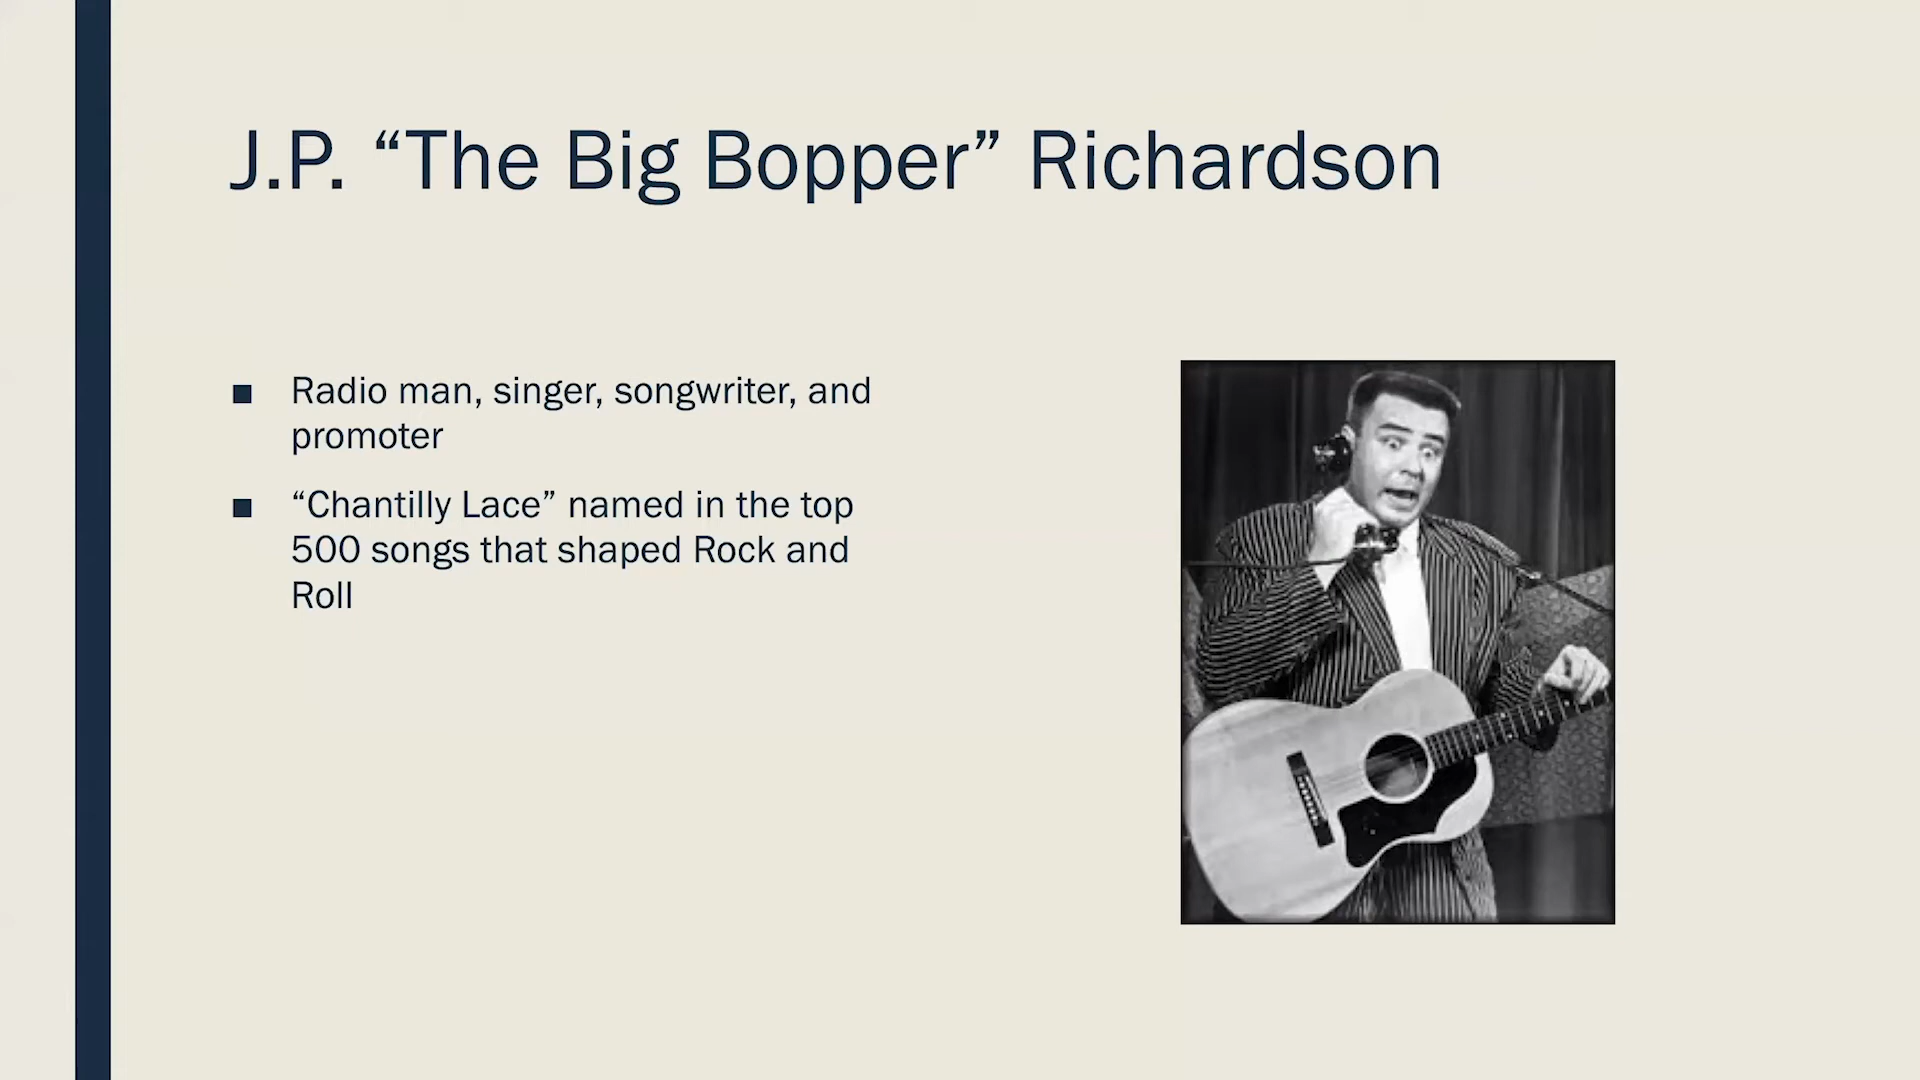 J.P. “The Big Bopper” Richardson
■ Radio man, singer, songwriter, and
promoter
■ “Chantilly Lace” named in the top
500 songs that shaped Rock and
Roll